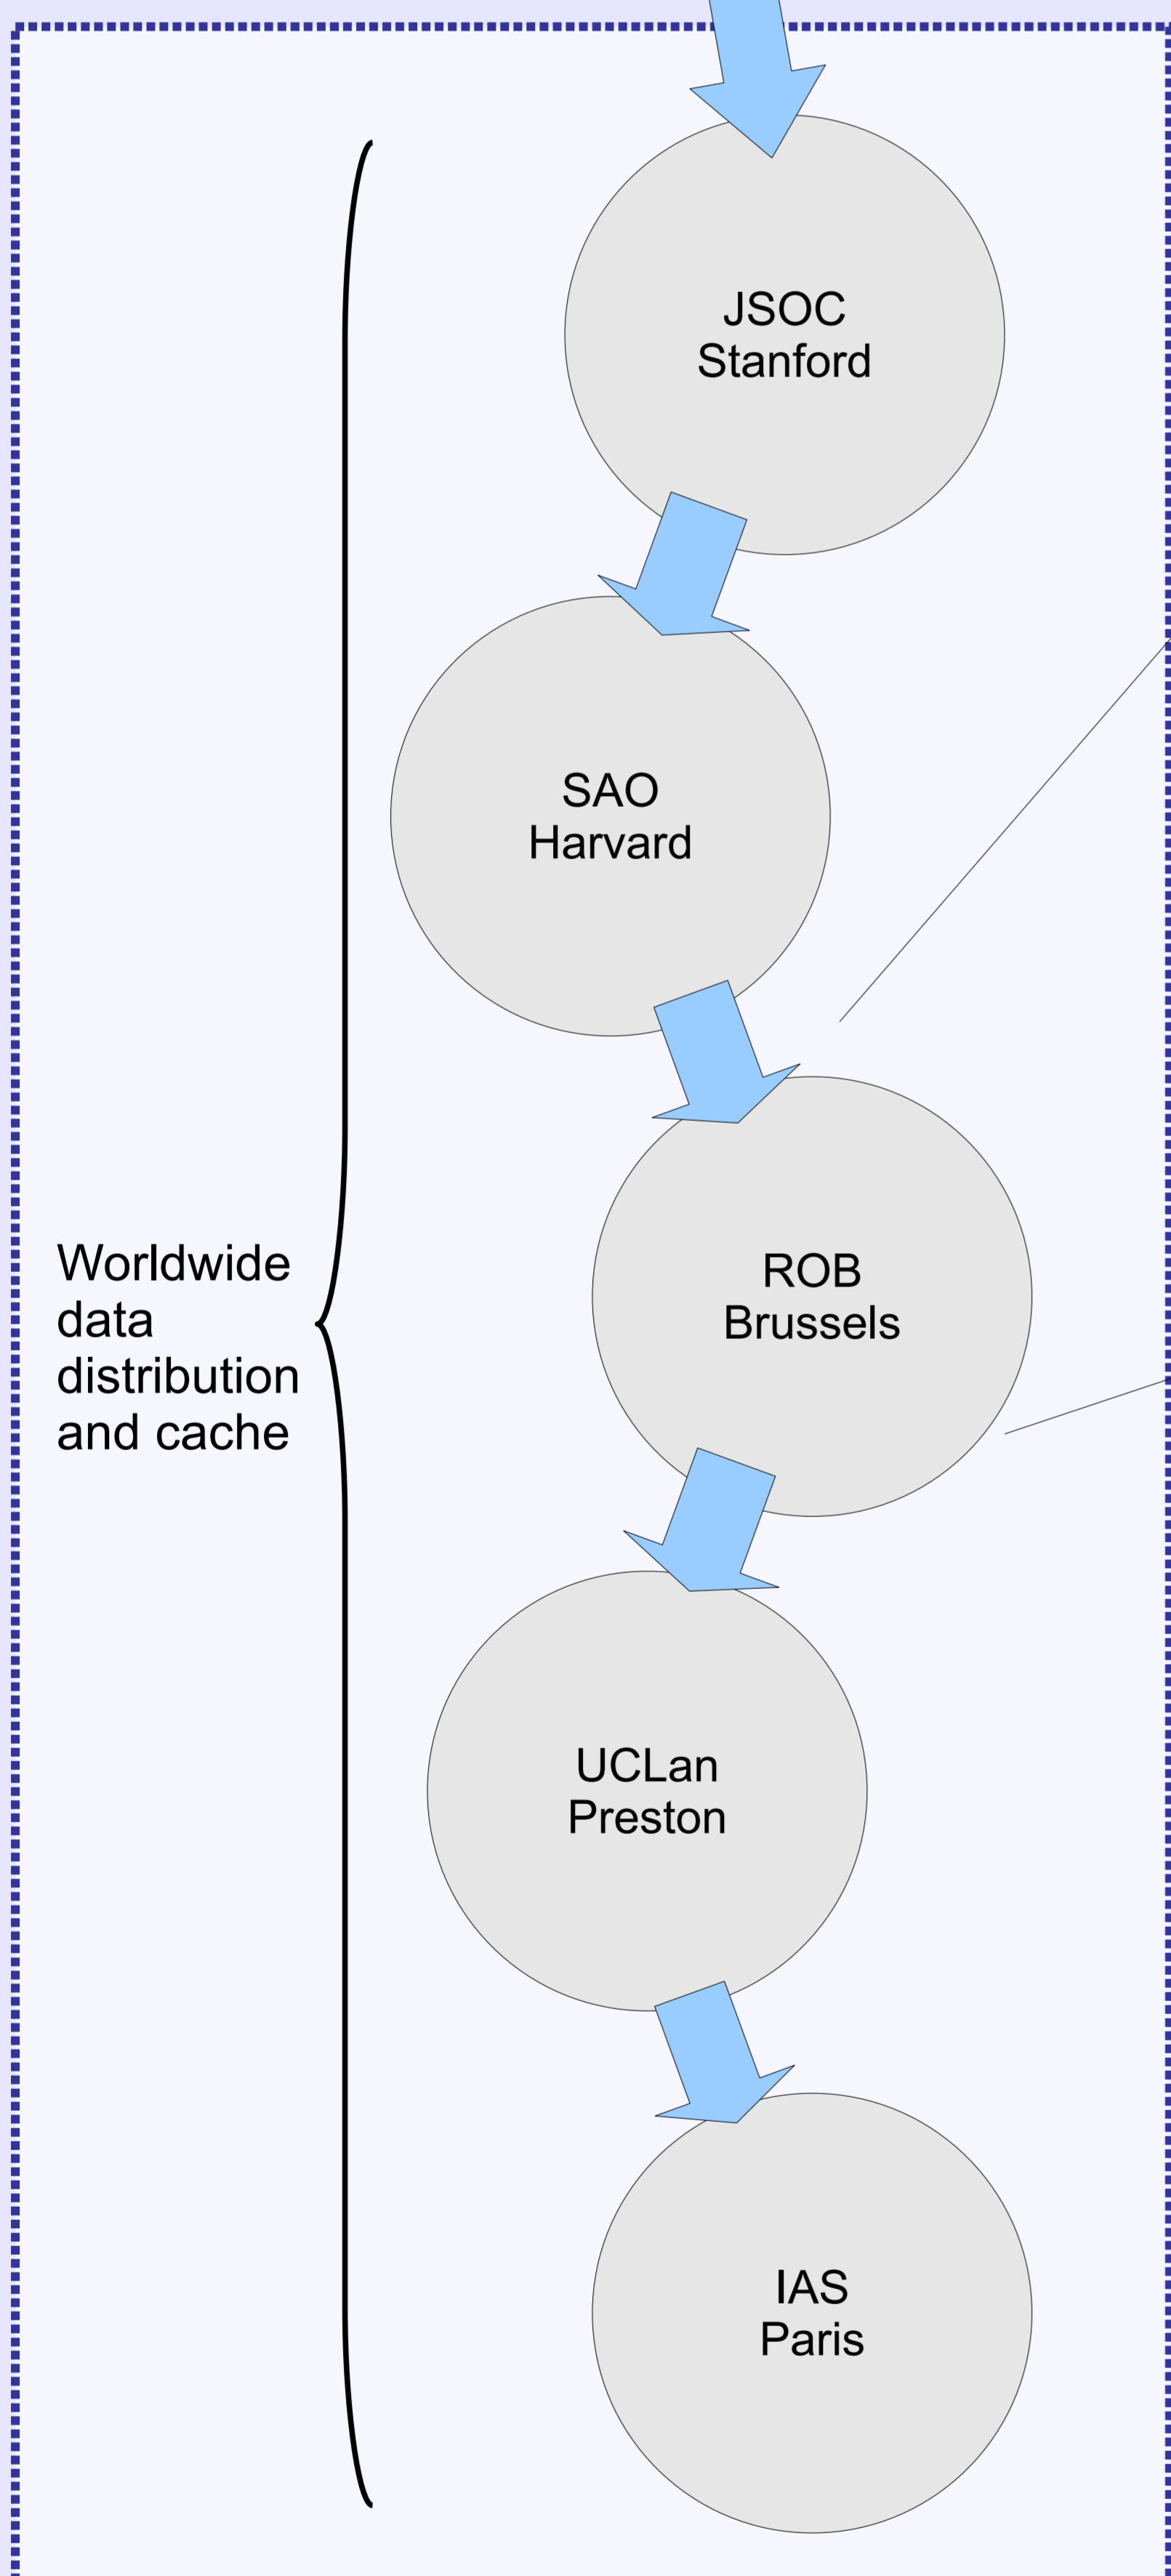 JSOC
Stanford
SAO
Harvard
Worldwide
data
distribution
and cache
ROB
Brussels
UCLan
Preston
IAS
Paris